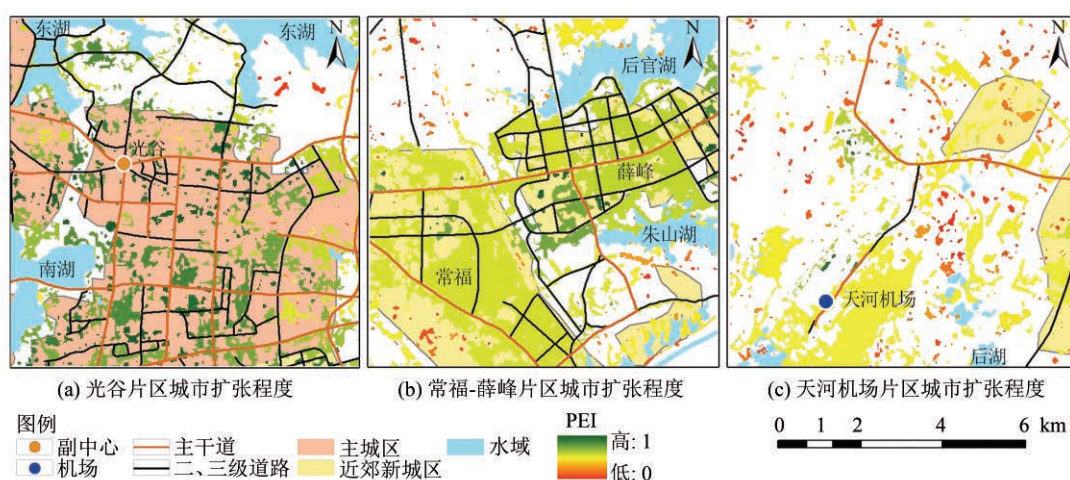 东湖
东湖
N
光谷
南湖
(a) 光谷片区城市扩张程度
N
后官湖
薛峰
朱山湖
常福
(b) 常福-薛峰片区城市扩张程度
N
天河机场
后湖
(c) 天河机场片区城市扩张程度
图例
副中心
机场
主干道
二、三级道路
主城区
近郊新城区
水域
PEI
高: 1
低: 0
0 1 2 4 6 km